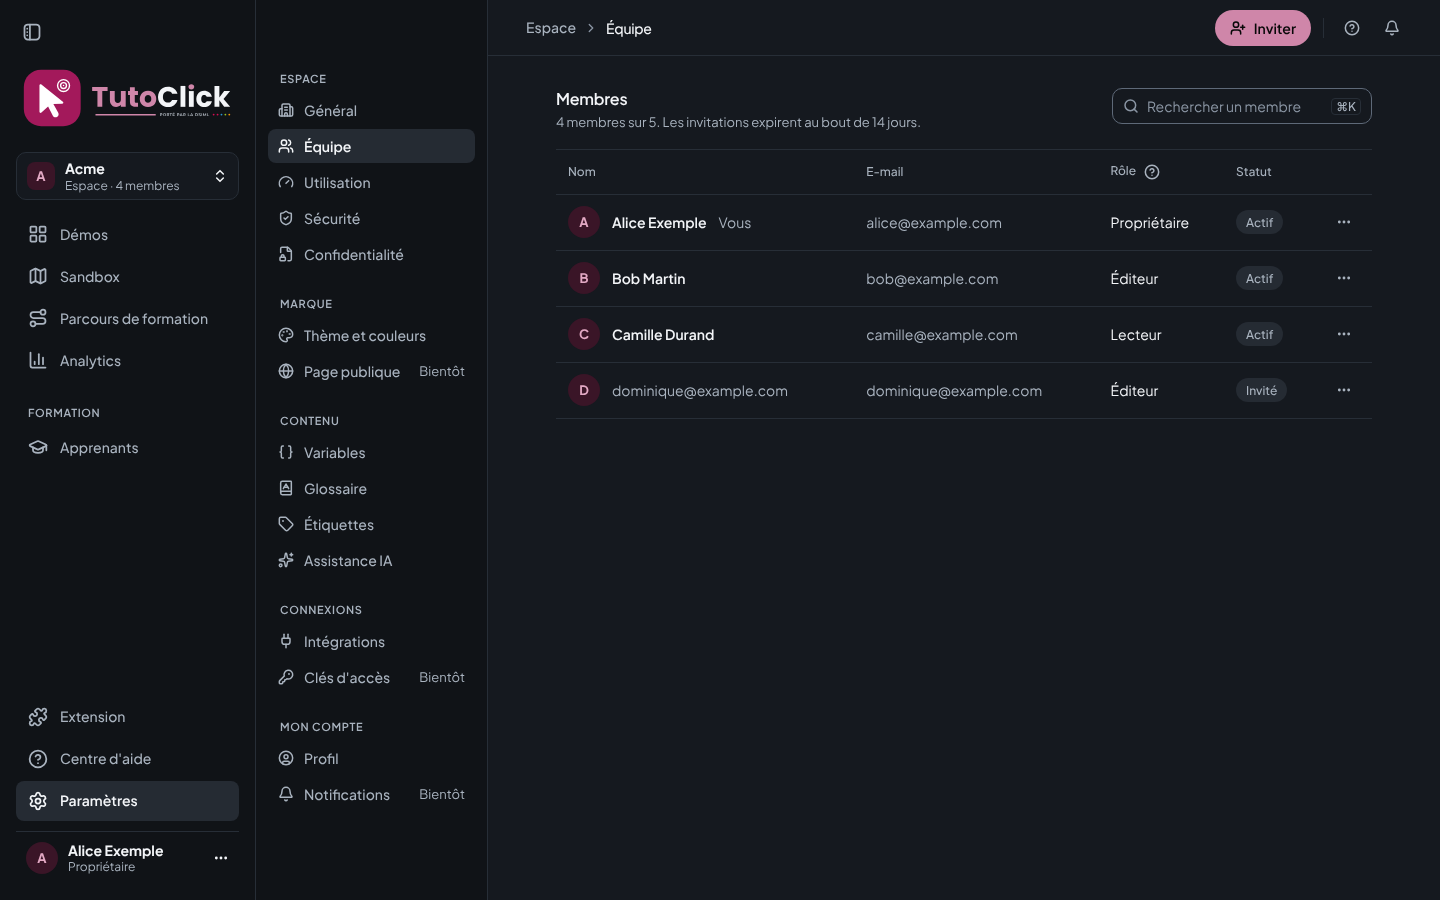 TutoClick
PORTÉ PAR LA DSIML
A
Acme
Espace · 4 membres
Démos
Sandbox
Parcours de formation
Analytics
FORMATION
Apprenants
Extension
Centre d'aide
Paramètres
A
Alice Exemple
Propriétaire
ESPACE
Général
Équipe
Utilisation
Sécurité
Confidentialité
MARQUE
Thème et couleurs
Page publique Bientôt
CONTENU
Variables
Glossaire
Étiquettes
Assistance IA
CONNEXIONS
Intégrations
Clés d'accès Bientôt
MON COMPTE
Profil
Notifications Bientôt
Espace > Équipe
Inviter
Membres
4 membres sur 5. Les invitations expirent au bout de 14 jours.
Rechercher un membre ⌘K
Nom E-mail Rôle Statut
A Alice Exemple Vous alice@example.com Propriétaire Actif
B Bob Martin bob@example.com Éditeur Actif
C Camille Durand camille@example.com Lecteur Actif
D dominique@example.com dominique@example.com Éditeur Invité